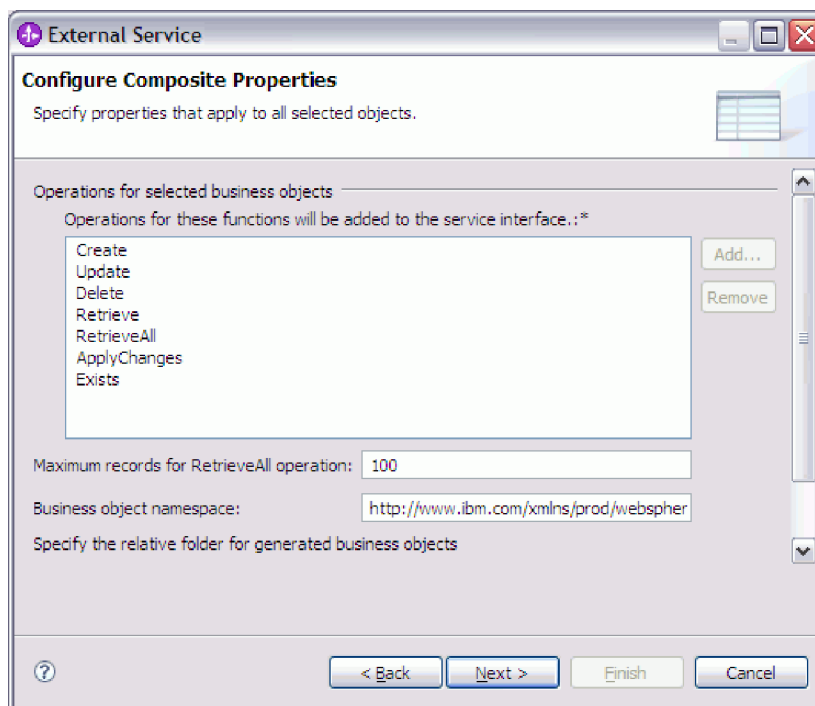 External Service
Configure Composite Properties
Specify properties that apply to all selected objects.
Operations for selected business objects
Operations for these functions will be added to the service interface.:*
Create
Update
Delete
Retrieve
RetrieveAll
ApplyChanges
Exists
Add...
Remove
Maximum records for RetrieveAll operation: 100
Business object namespace: http://www.ibm.com/xmlns/prod/webspher
Specify the relative folder for generated business objects
? < Back Next > Finish Cancel